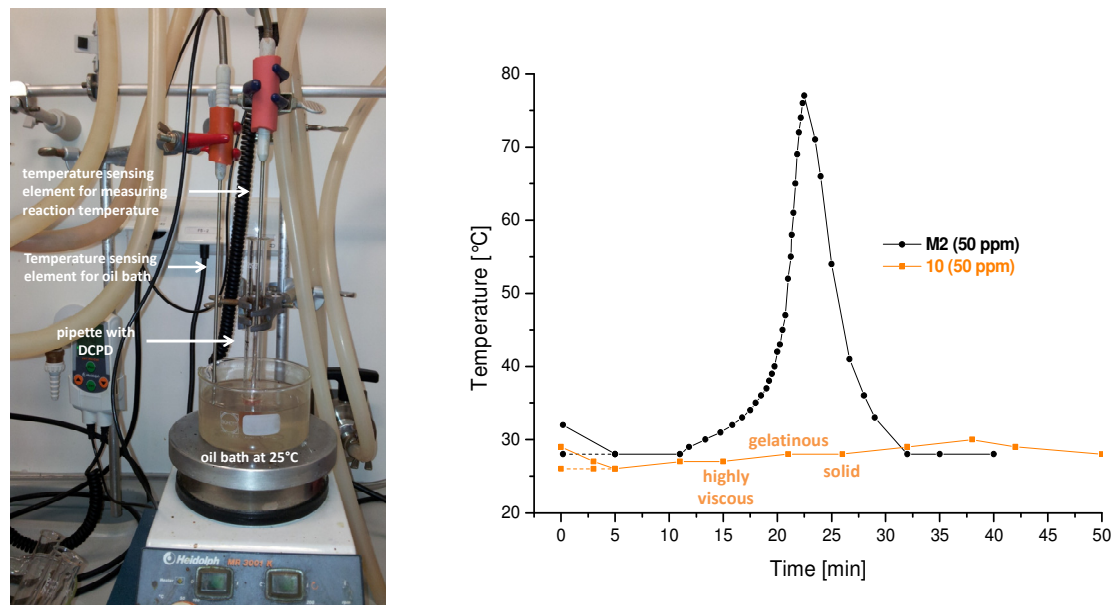 temperature sensing
element for measuring
reaction temperature
Temperature sensing
element for oil bath
pipette with
DCPD
oil bath at 25°C
Heidolph MR 3001 K
80
70
60
50
40
30
20
Temperature [°C]
M2 (50 ppm)
10 (50 ppm)
gelatinous
solid
highly
viscous
0 5 10 15 20 25 30 35 40 45 50
Time [min]